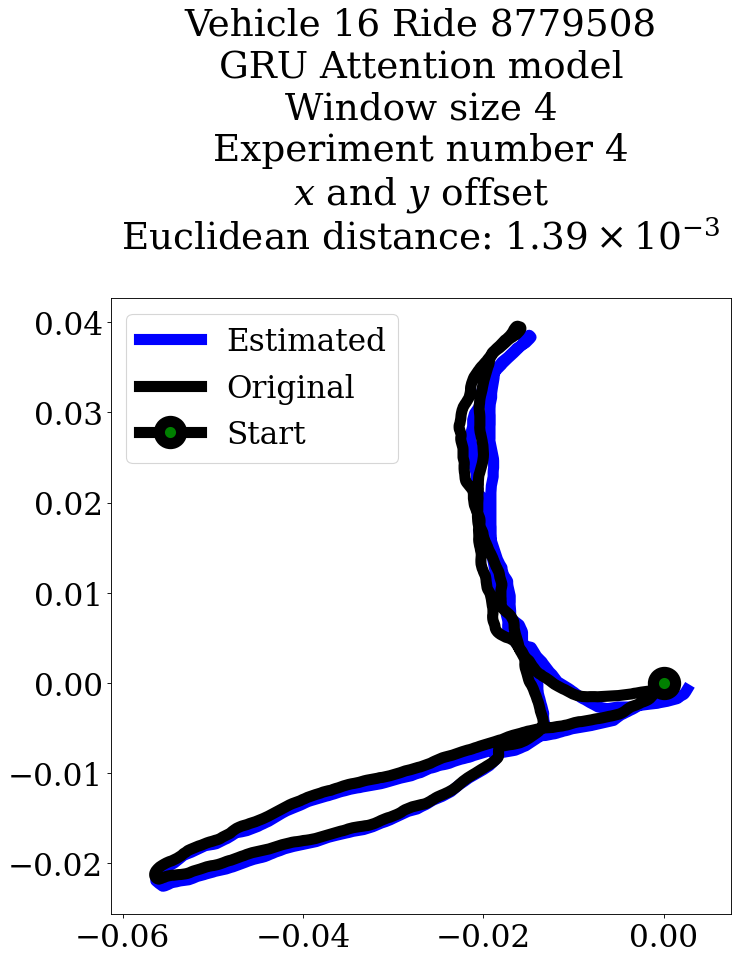 Vehicle 16 Ride 8779508
GRU Attention model
Window size 4
Experiment number 4
x and y offset
Euclidean distance: 1.39 × 10⁻³
Estimated
Original
Start
0.04
0.03
0.02
0.01
0.00
−0.01
−0.02
−0.06 −0.04 −0.02 0.00